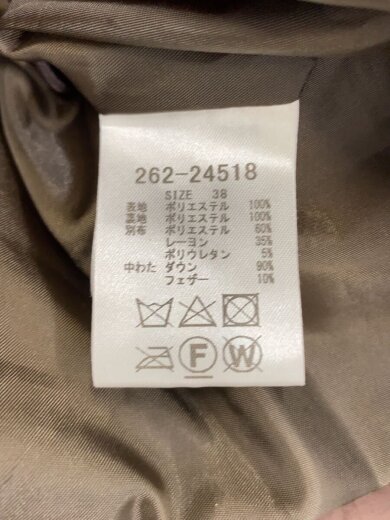 262-24518
SIZE 38
表地 ポリエステル 100%
裏地 ポリエステル 100%
別布 ポリエステル 60%
レーヨン 35%
ポリウレタン 5%
中わた ダウン 90%
フェザー 10%
F W